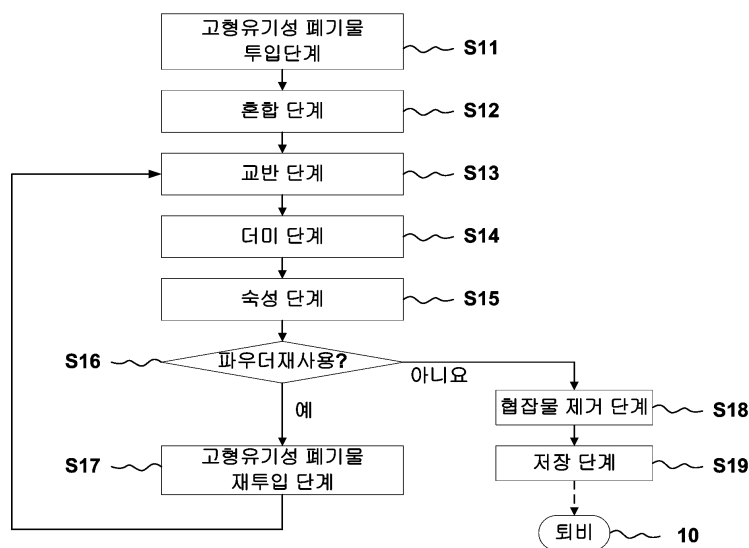 고형유기성 폐기물
투입단계
S11
혼합 단계
S12
교반 단계
S13
더미 단계
S14
숙성 단계
S15
S16
파우더재사용?
아니요
예
협잡물 제거 단계
S18
S17
고형유기성 폐기물
재투입 단계
저장 단계
S19
퇴비
10